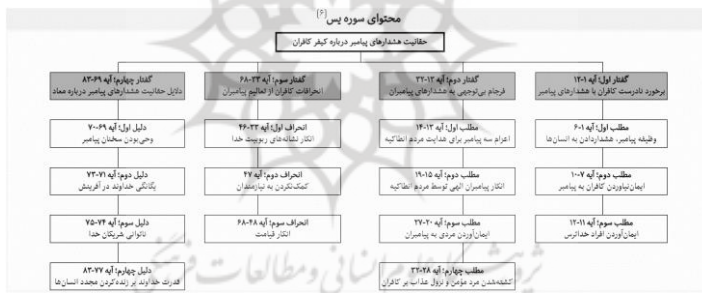 محتوای سوره یس(۶)
حقانیت هشدارهای پیامبر درباره کیفر کافران
گفتار اول؛ آیه ۱-۱۲
برخورد نادرست کافران با هشدارهای پیامبر
مطلب اول؛ آیه ۱-۶
وظیفه پیامبر، هشداردادن به انسان‌ها
مطلب دوم؛ آیه ۷-۱۰
ایمان‌نیاوردن کافران به پیامبر
مطلب سوم؛ آیه ۱۱-۱۲
ایمان‌آوردن افراد خداترس
گفتار دوم؛ آیه ۱۳-۳۲
فرجام بی‌توجهی به هشدارهای پیامبران
مطلب اول؛ آیه ۱۳-۱۴
اعزام سه پیامبر برای هدایت مردم انطاکیه
مطلب دوم؛ آیه ۱۵-۱۹
انکار پیامبران الهی توسط مردم انطاکیه
مطلب سوم؛ آیه ۲۰-۲۷
ایمان‌آوردن مردی به پیامبران
مطلب چهارم؛ آیه ۲۸-۳۲
کشته‌شدن مرد مؤمن و نزول عذاب بر کافران
گفتار سوم؛ آیه ۳۳-۶۸
انحرافات کافران از تعالیم پیامبران
انحراف اول؛ آیه ۳۳-۴۶
انکار نشانه‌های ربوبیت خدا
انحراف دوم؛ آیه ۴۷
کمک‌نکردن به نیازمندان
انحراف سوم؛ آیه ۴۸-۶۸
انکار قیامت
گفتار چهارم؛ آیه ۶۹-۸۳
دلایل حقانیت هشدارهای پیامبر درباره معاد
دلیل اول؛ آیه ۶۹-۷۰
وحی‌بودن سخنان پیامبر
دلیل دوم؛ آیه ۷۱-۷۳
یگانگی خداوند در آفرینش
دلیل سوم؛ آیه ۷۴-۷۵
ناتوانی شریکان خدا
دلیل چهارم؛ آیه ۷۷-۸۳
قدرت خداوند بر زنده‌کردن مجدد انسان‌ها